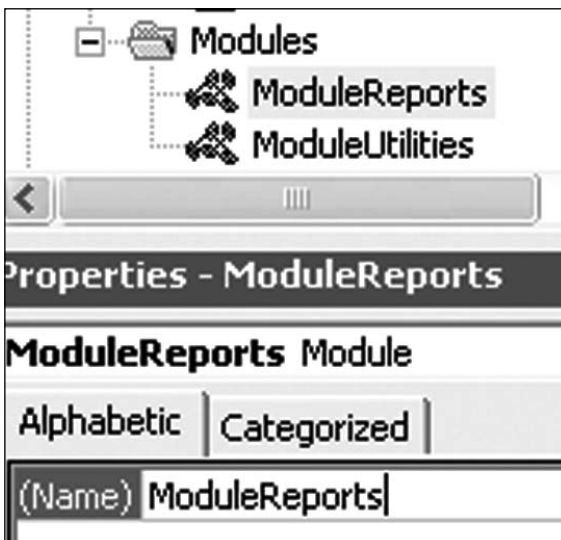 Modules
ModuleReports
ModuleUtilities
Properties - ModuleReports
ModuleReports Module
Alphabetic Categorized
(Name) ModuleReports